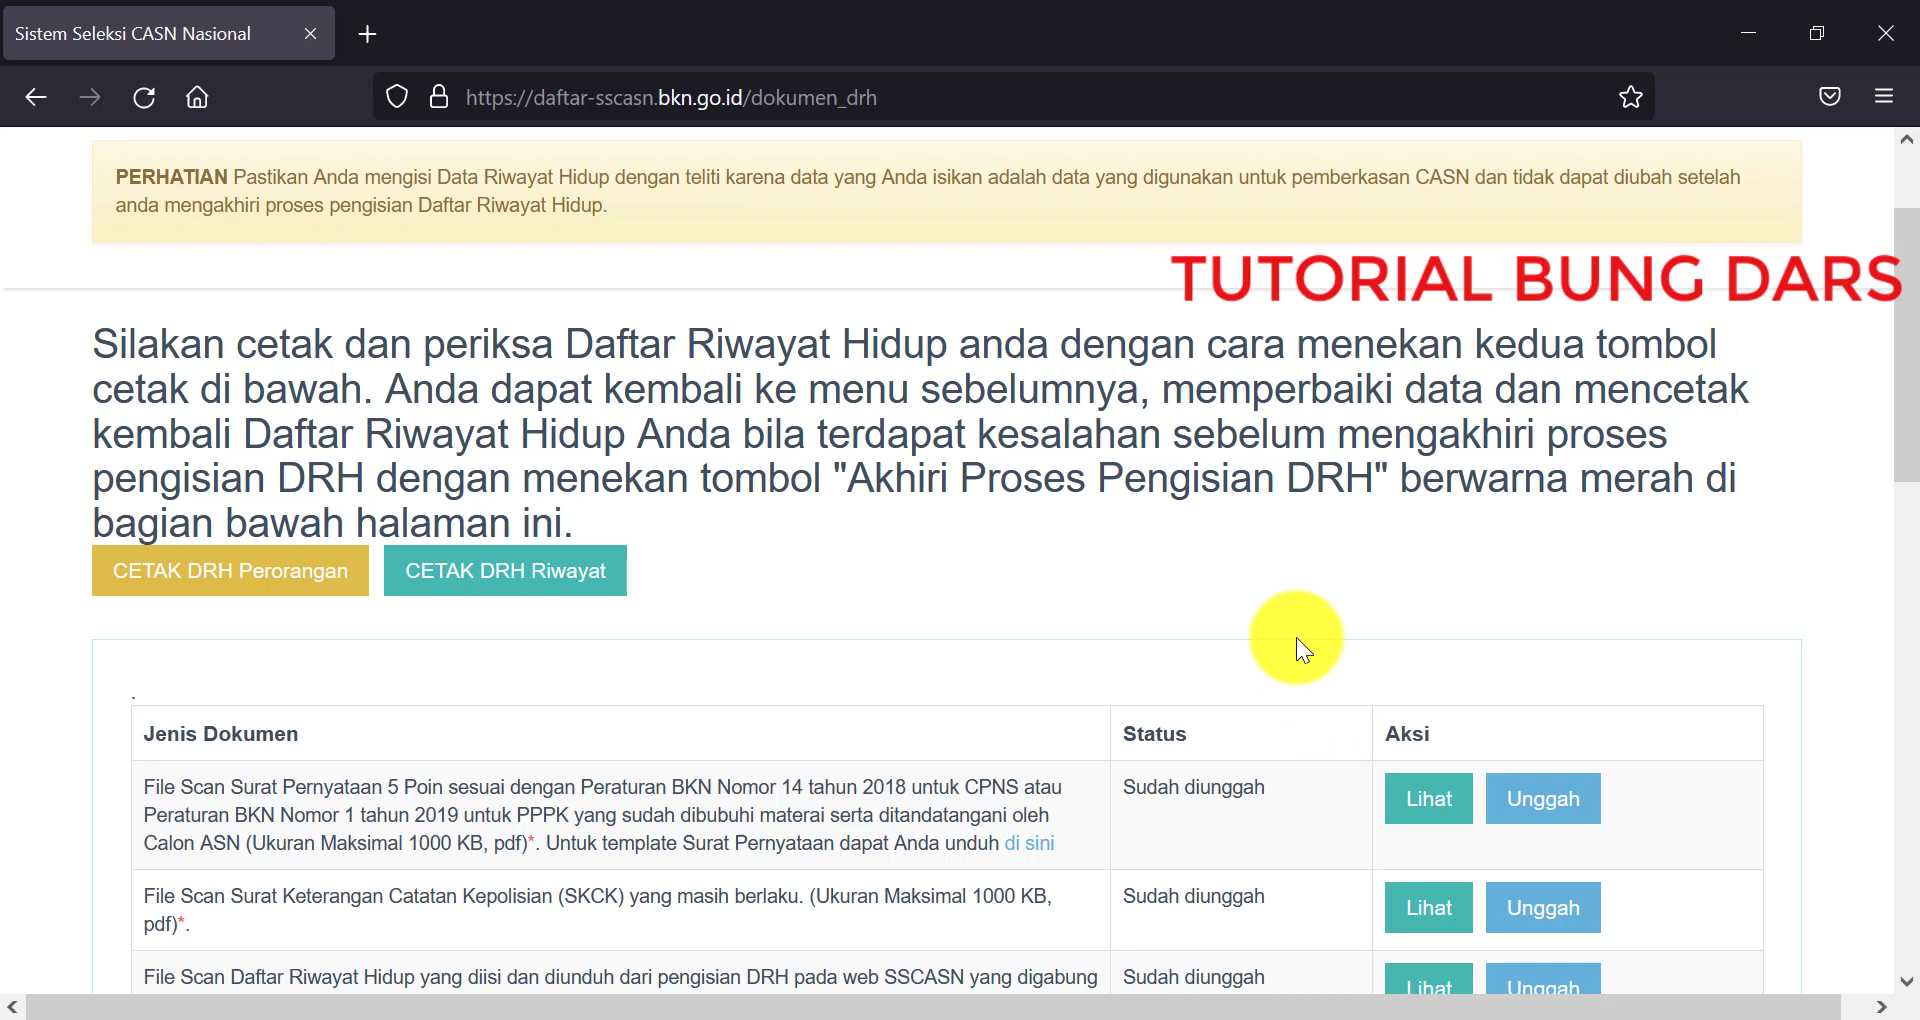 Sistem Seleksi CASN Nasional
https://daftar-sscasn.bkn.go.id/dokumen_drh
PERHATIAN Pastikan Anda mengisi Data Riwayat Hidup dengan teliti karena data yang Anda isikan adalah data yang digunakan untuk pemberkasan CASN dan tidak dapat diubah setelah
anda mengakhiri proses pengisian Daftar Riwayat Hidup.
TUTORIAL BUNG DARS
Silakan cetak dan periksa Daftar Riwayat Hidup anda dengan cara menekan kedua tombol
cetak di bawah. Anda dapat kembali ke menu sebelumnya, memperbaiki data dan mencetak
kembali Daftar Riwayat Hidup Anda bila terdapat kesalahan sebelum mengakhiri proses
pengisian DRH dengan menekan tombol "Akhiri Proses Pengisian DRH" berwarna merah di
bagian bawah halaman ini.
CETAK DRH Perorangan CETAK DRH Riwayat
.
Jenis Dokumen Status Aksi
File Scan Surat Pernyataan 5 Poin sesuai dengan Peraturan BKN Nomor 14 tahun 2018 untuk CPNS atau Sudah diunggah Lihat Unggah
Peraturan BKN Nomor 1 tahun 2019 untuk PPPK yang sudah dibubuhi materai serta ditandatangani oleh
Calon ASN (Ukuran Maksimal 1000 KB, pdf)*. Untuk template Surat Pernyataan dapat Anda unduh di sini
File Scan Surat Keterangan Catatan Kepolisian (SKCK) yang masih berlaku. (Ukuran Maksimal 1000 KB, Sudah diunggah Lihat Unggah
pdf)*.
File Scan Daftar Riwayat Hidup yang diisi dan diunduh dari pengisian DRH pada web SSCASN yang digabung Sudah diunggah Lihat Unggah